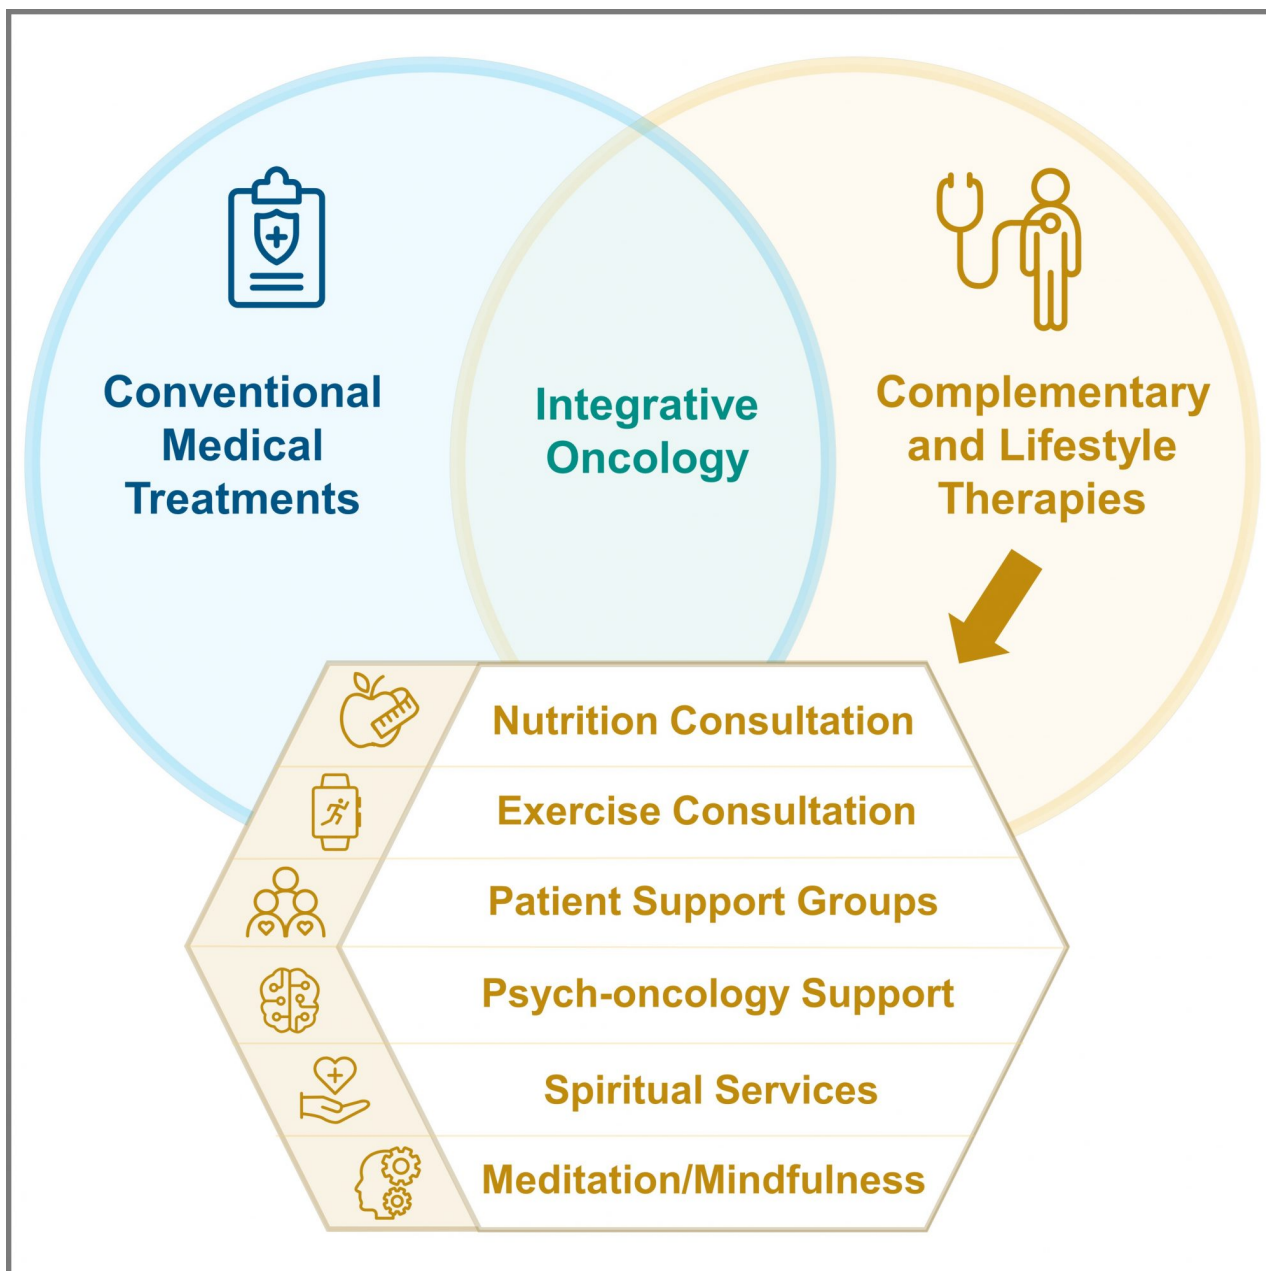 Conventional
Medical
Treatments
Integrative
Oncology
Complementary
and Lifestyle
Therapies
Nutrition Consultation
Exercise Consultation
Patient Support Groups
Psych-oncology Support
Spiritual Services
Meditation/Mindfulness